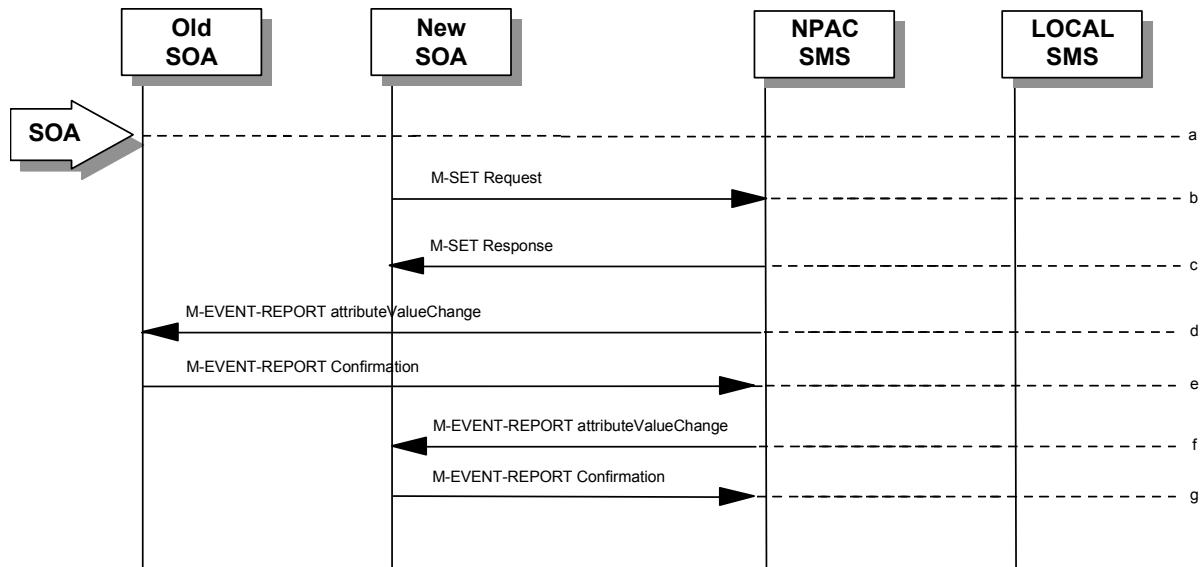 Old
SOA
New
SOA
NPAC
SMS
LOCAL
SMS
SOA
a
M-SET Request
b
M-SET Response
c
M-EVENT-REPORT attributeValueChange
d
M-EVENT-REPORT Confirmation
e
M-EVENT-REPORT attributeValueChange
f
M-EVENT-REPORT Confirmation
g